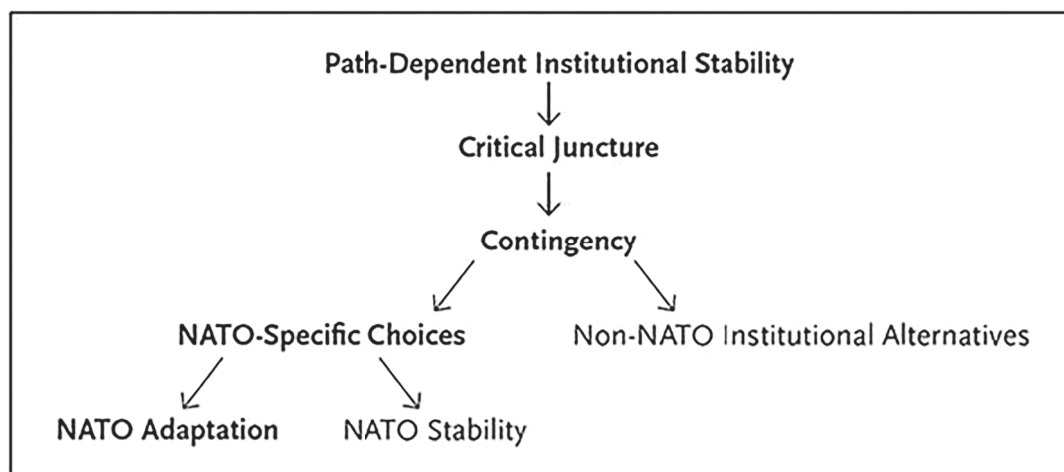 Path-Dependent Institutional Stability
Critical Juncture
Contingency
NATO-Specific Choices
Non-NATO Institutional Alternatives
NATO Adaptation
NATO Stability